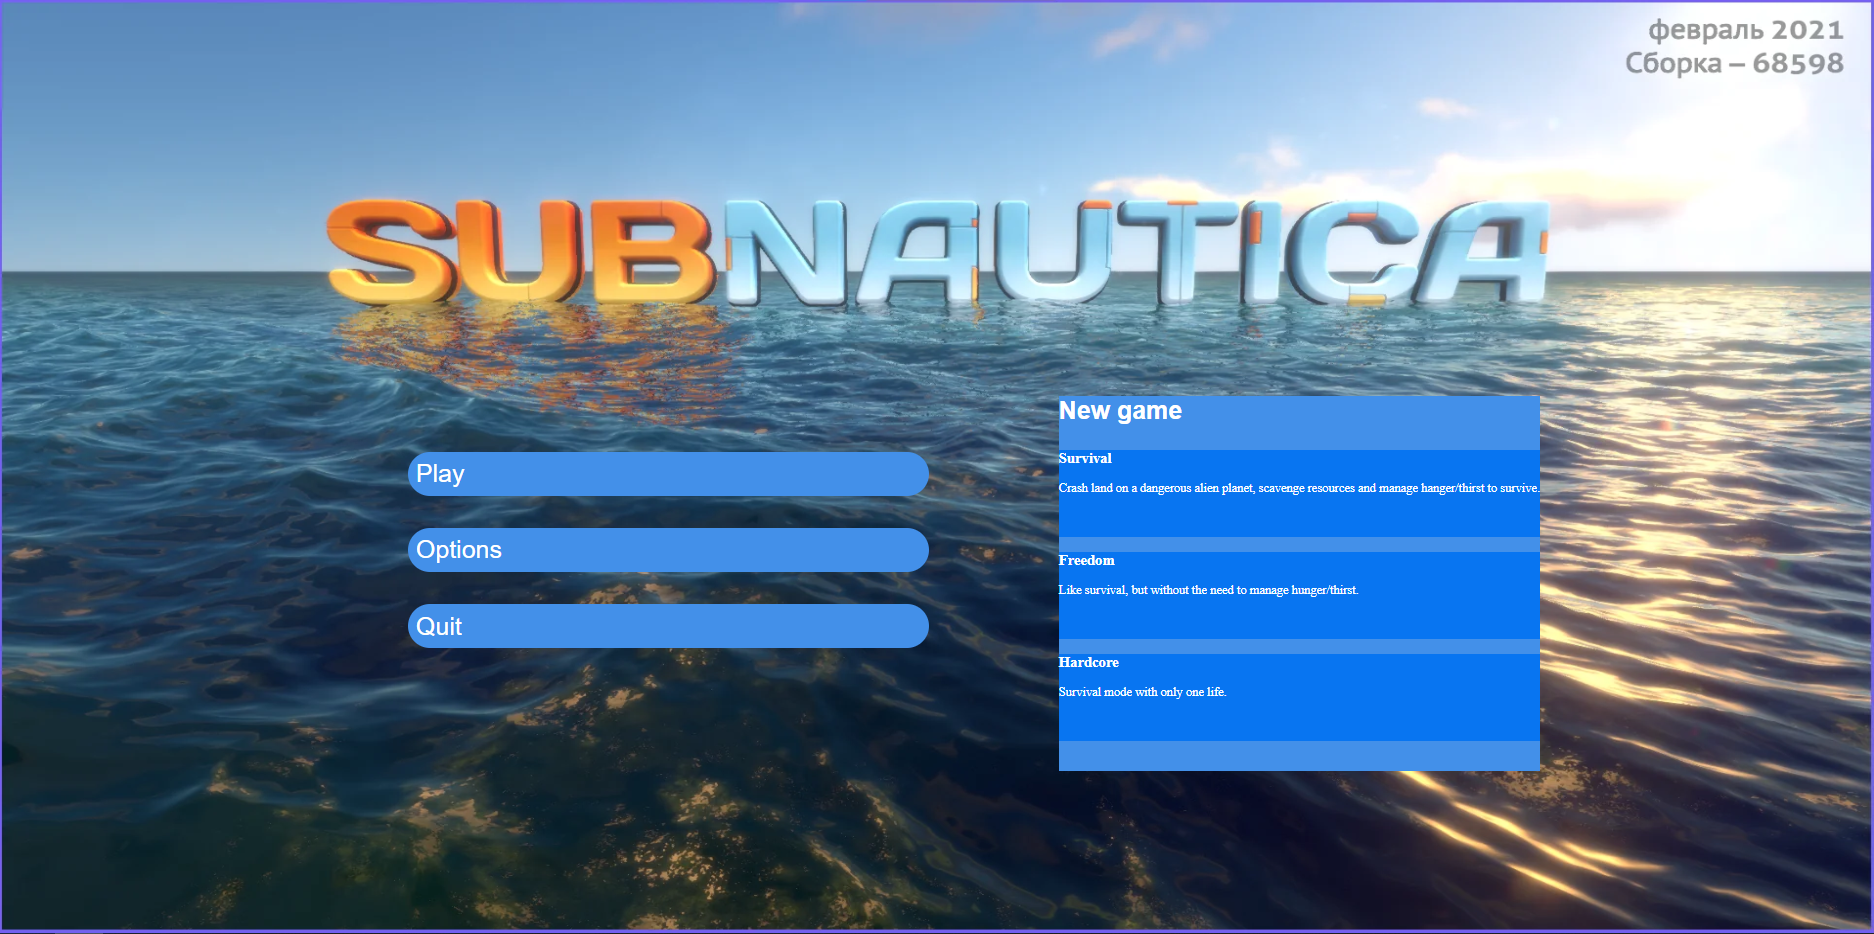 февраль 2021
Сборка – 68598
SUBNAUTICA
Play
Options
Quit
New game
Survival
Crash land on a dangerous alien planet, scavenge resources and manage hanger/thirst to survive.
Freedom
Like survival, but without the need to manage hunger/thirst.
Hardcore
Survival mode with only one life.